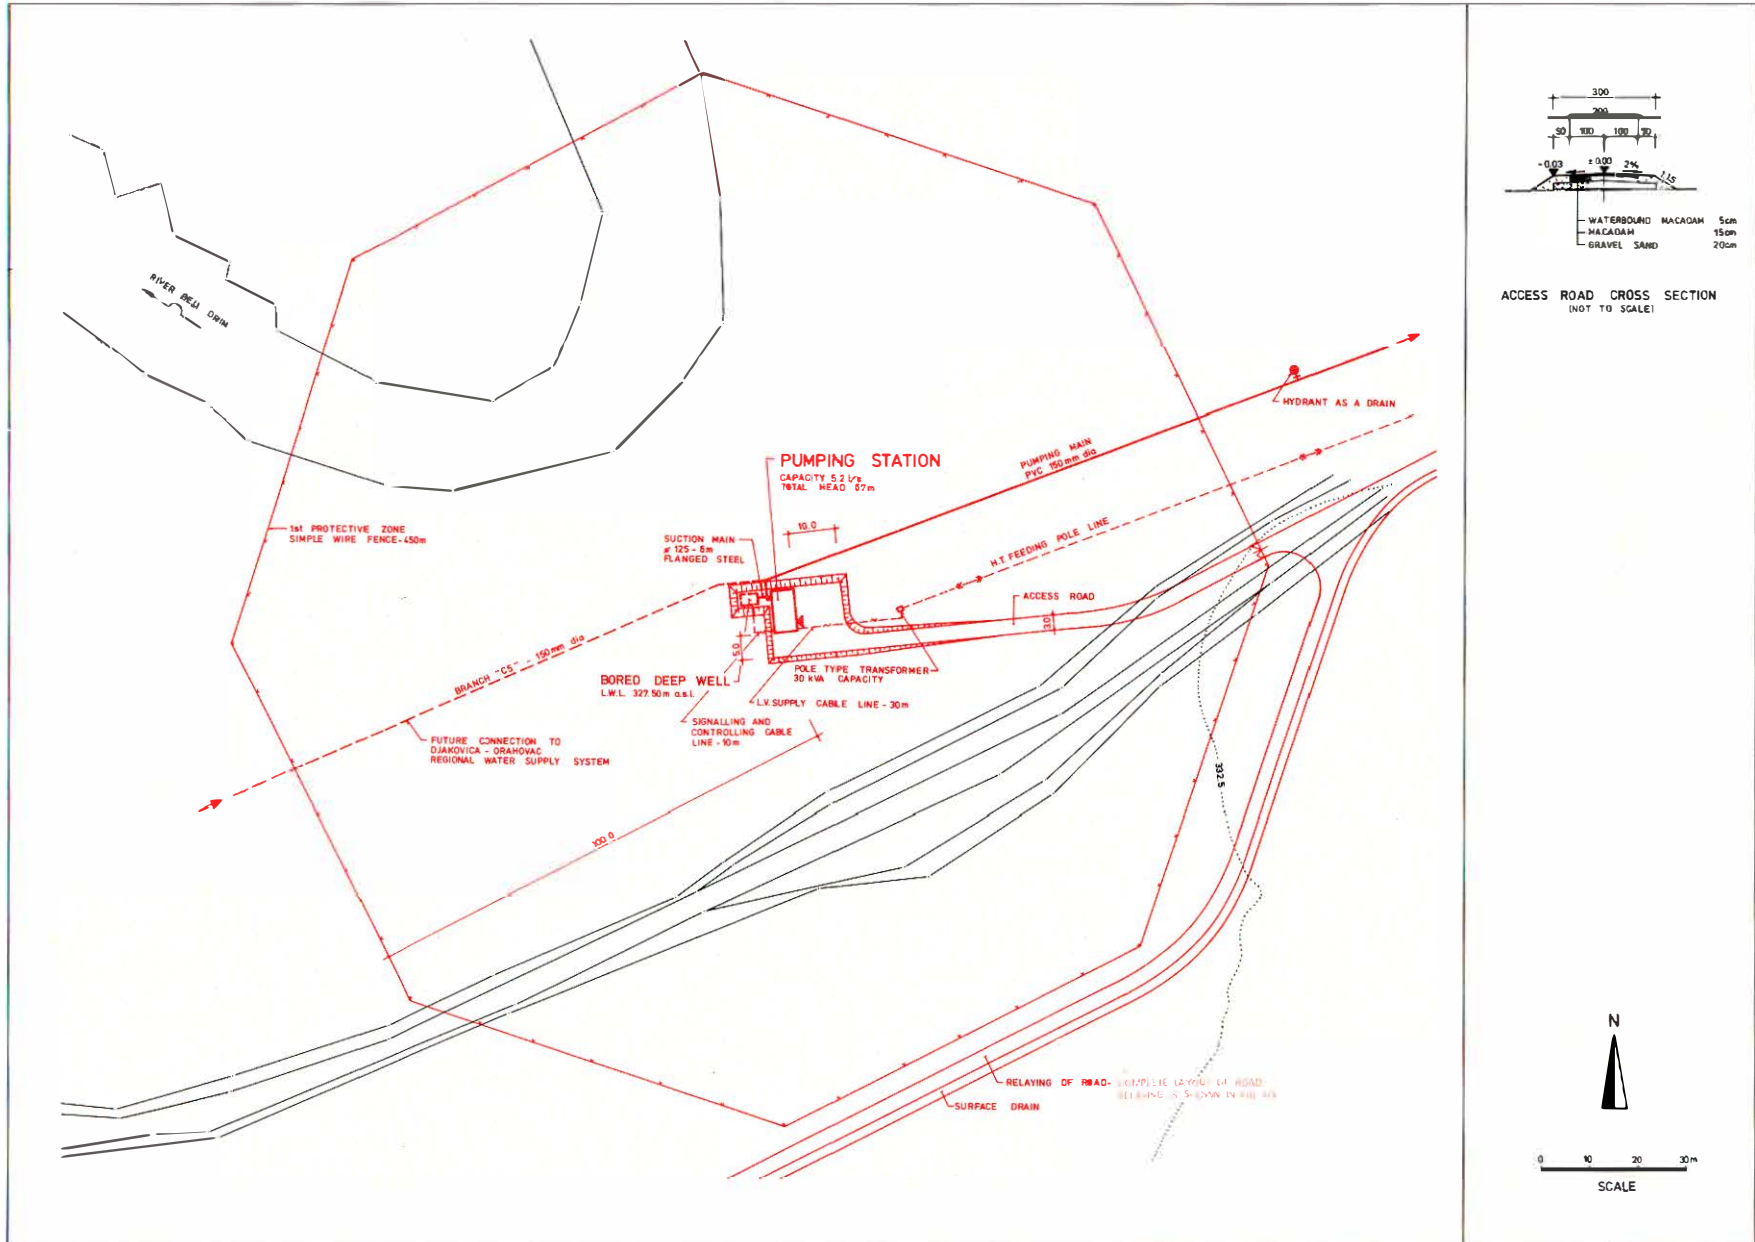 RIVER BELI DRIM
1st PROTECTIVE ZONE
SIMPLE WIRE FENCE-450m
PUMPING STATION
CAPACITY 5.2 l/s
TOTAL HEAD 67m
10.0
SUCTION MAIN
ø 125 - 6m
FLANGED STEEL
PUMPING MAIN
PVC 150mm dia
HYDRANT AS A DRAIN
H.T. FEEDING POLE LINE
ACCESS ROAD
3.0
5.0
BRANCH "C5" - 150mm dia
BORED DEEP WELL
L.W.L. 327.50m a.s.l.
POLE TYPE TRANSFORMER
30 kVA CAPACITY
L.V. SUPPLY CABLE LINE - 30m
SIGNALLING AND
CONTROLLING CABLE
LINE - 10m
FUTURE CONNECTION TO
DJAKOVICA - ORAHOVAC
REGIONAL WATER SUPPLY SYSTEM
100.0
332.5
RELAYING OF ROAD- COMPLETE LAYOUT OF ROAD
SURFACE DRAIN
300
200
50 100 100 50
-0.03 ±0.00 2% 1:1.5
WATERBOUND MACADAM 5cm
MACADAM 15cm
GRAVEL SAND 20cm
ACCESS ROAD CROSS SECTION
(NOT TO SCALE)
N
0 10 20 30m
SCALE